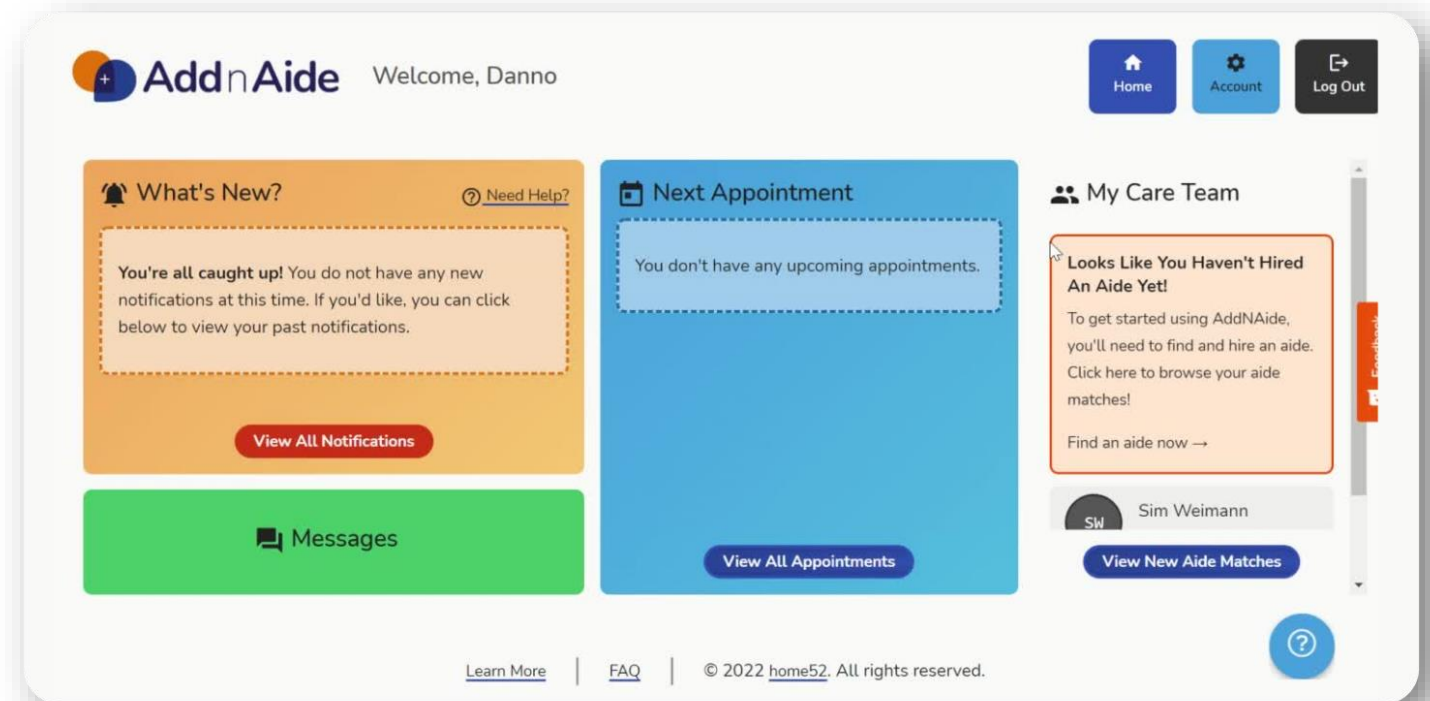 + AddnAide
Welcome, Danno
Home
Account
Log Out
What's New?
Need Help?
You're all caught up! You do not have any new
notifications at this time. If you'd like, you can click
below to view your past notifications.
View All Notifications
Messages
Next Appointment
You don't have any upcoming appointments.
View All Appointments
My Care Team
Looks Like You Haven't Hired
An Aide Yet!
To get started using AddNAide,
you'll need to find and hire an aide.
Click here to browse your aide
matches!
Find an aide now →
SW
Sim Weimann
View New Aide Matches
Feedback
Learn More | FAQ | © 2022 home52. All rights reserved.